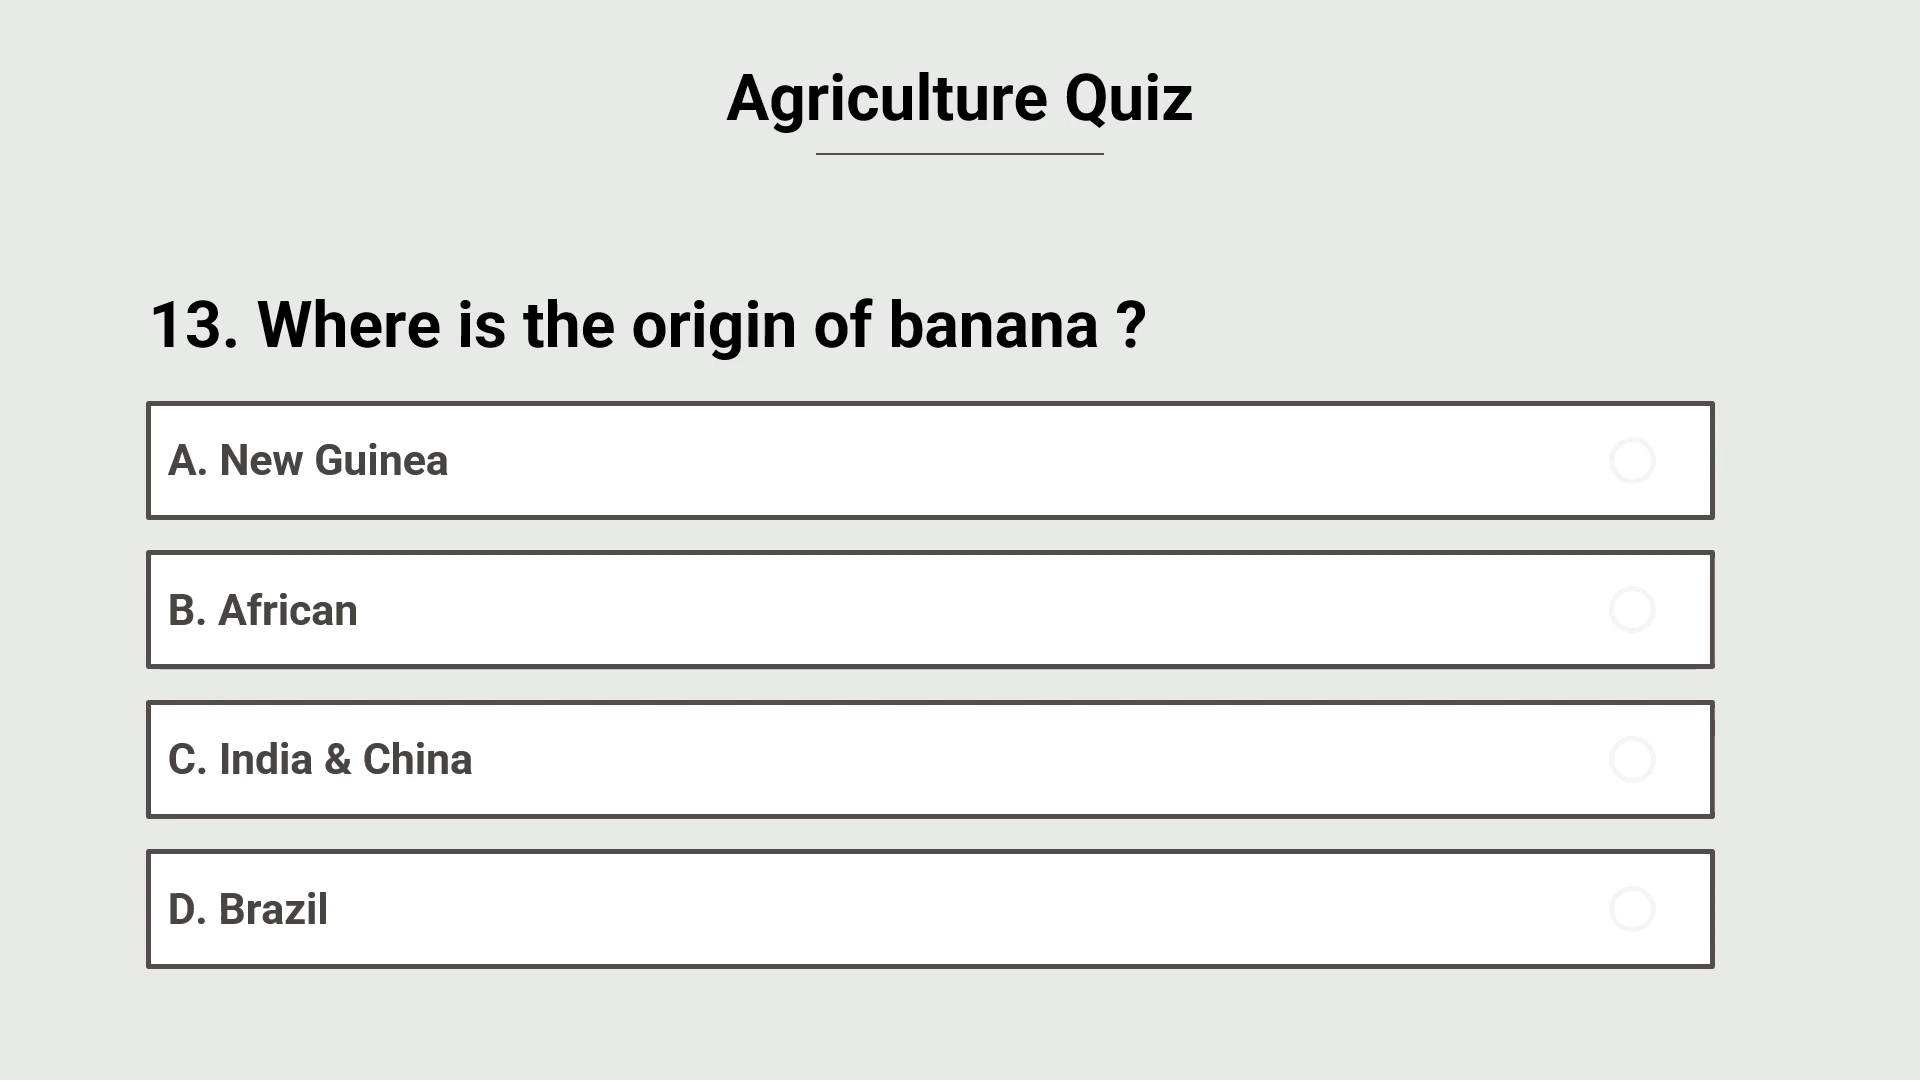 Agriculture Quiz
13. Where is the origin of banana ?
A. New Guinea
B. African
C. India & China
D. Brazil